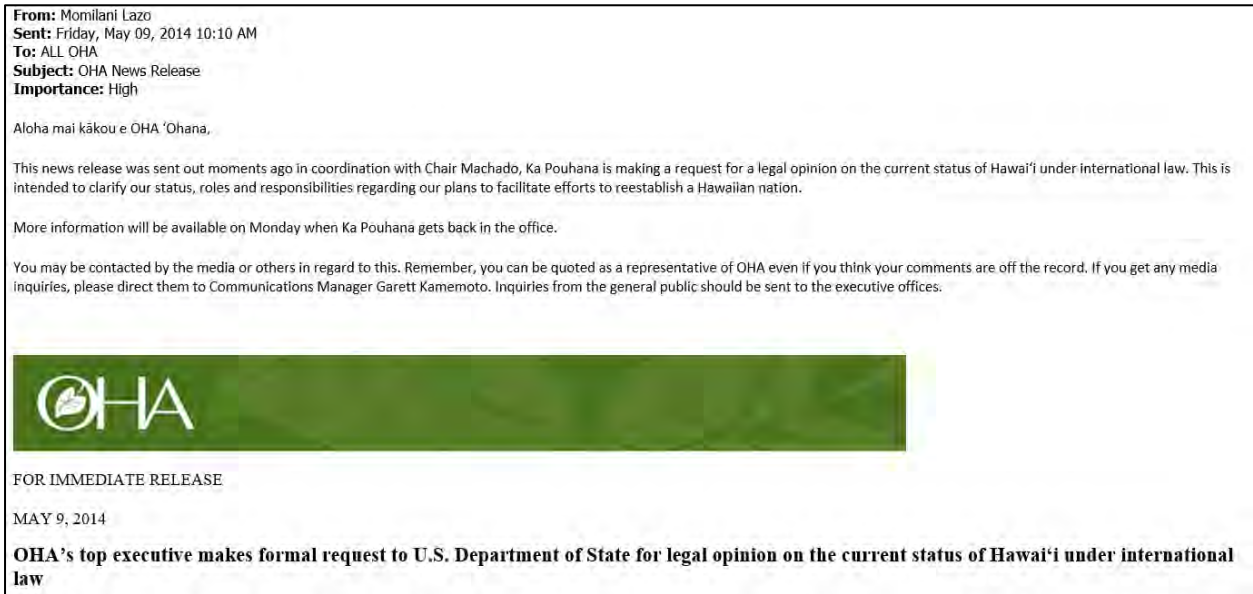 From: Momilani Lazo
Sent: Friday, May 09, 2014 10:10 AM
To: ALL OHA
Subject: OHA News Release
Importance: High
Aloha mai kākou e OHA ‘Ohana,
This news release was sent out moments ago in coordination with Chair Machado, Ka Pouhana is making a request for a legal opinion on the current status of Hawai‘i under international law. This is
intended to clarify our status, roles and responsibilities regarding our plans to facilitate efforts to reestablish a Hawaiian nation.
More information will be available on Monday when Ka Pouhana gets back in the office.
You may be contacted by the media or others in regard to this. Remember, you can be quoted as a representative of OHA even if you think your comments are off the record. If you get any media
inquiries, please direct them to Communications Manager Garett Kamemoto. Inquiries from the general public should be sent to the executive offices.
OHA
FOR IMMEDIATE RELEASE
MAY 9, 2014
OHA’s top executive makes formal request to U.S. Department of State for legal opinion on the current status of Hawai‘i under international
law